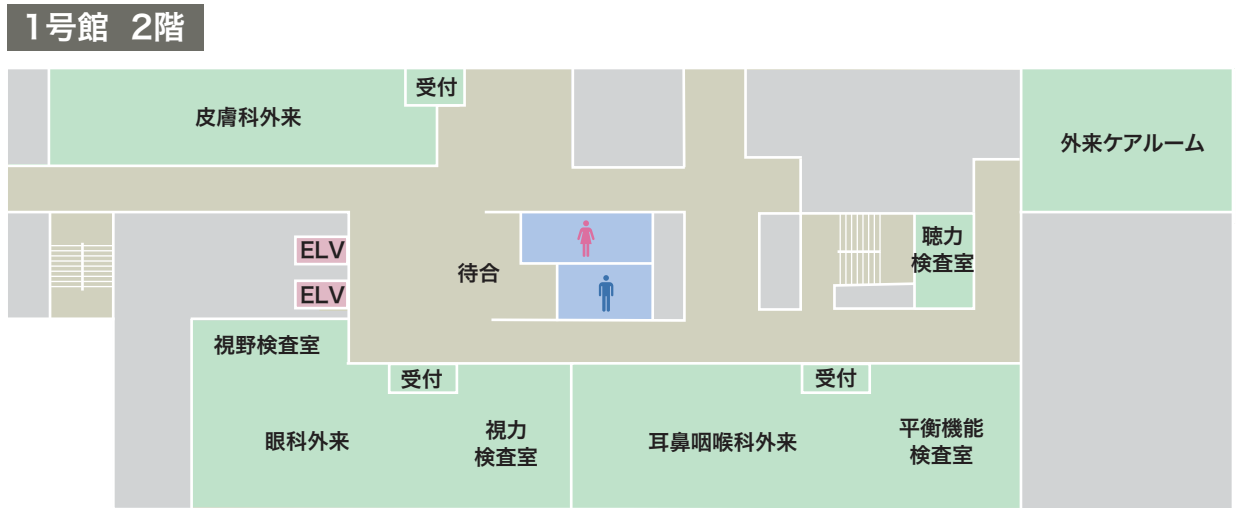 1号館 2階
受付
皮膚科外来
外来ケアルーム
聴力
検査室
ELV
待合
ELV
視野検査室
受付
受付
眼科外来
視力
検査室
耳鼻咽喉科外来
平衡機能
検査室